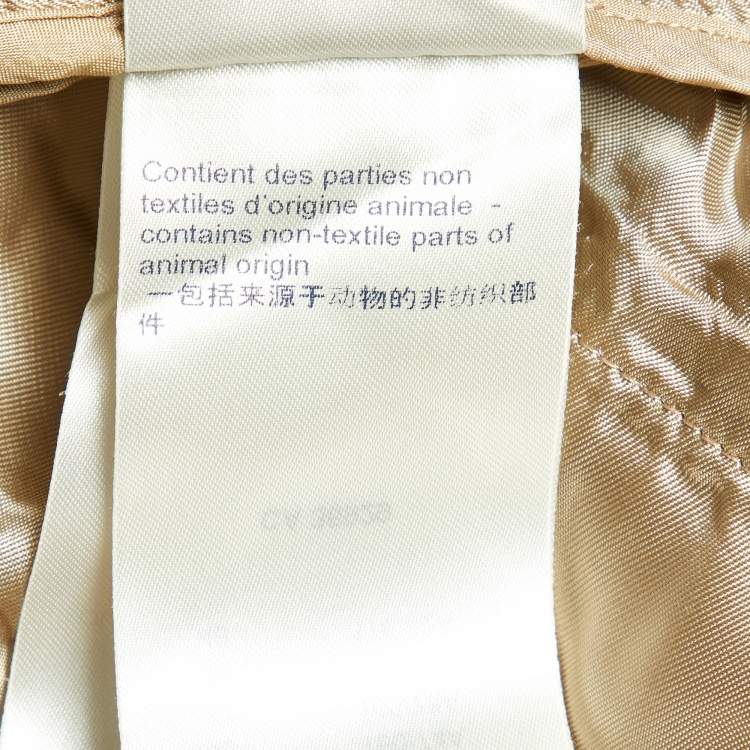 Contient des parties non
textiles d'origine animale -
contains non-textile parts of
animal origin
一包括来源于动物的非纺织部
件